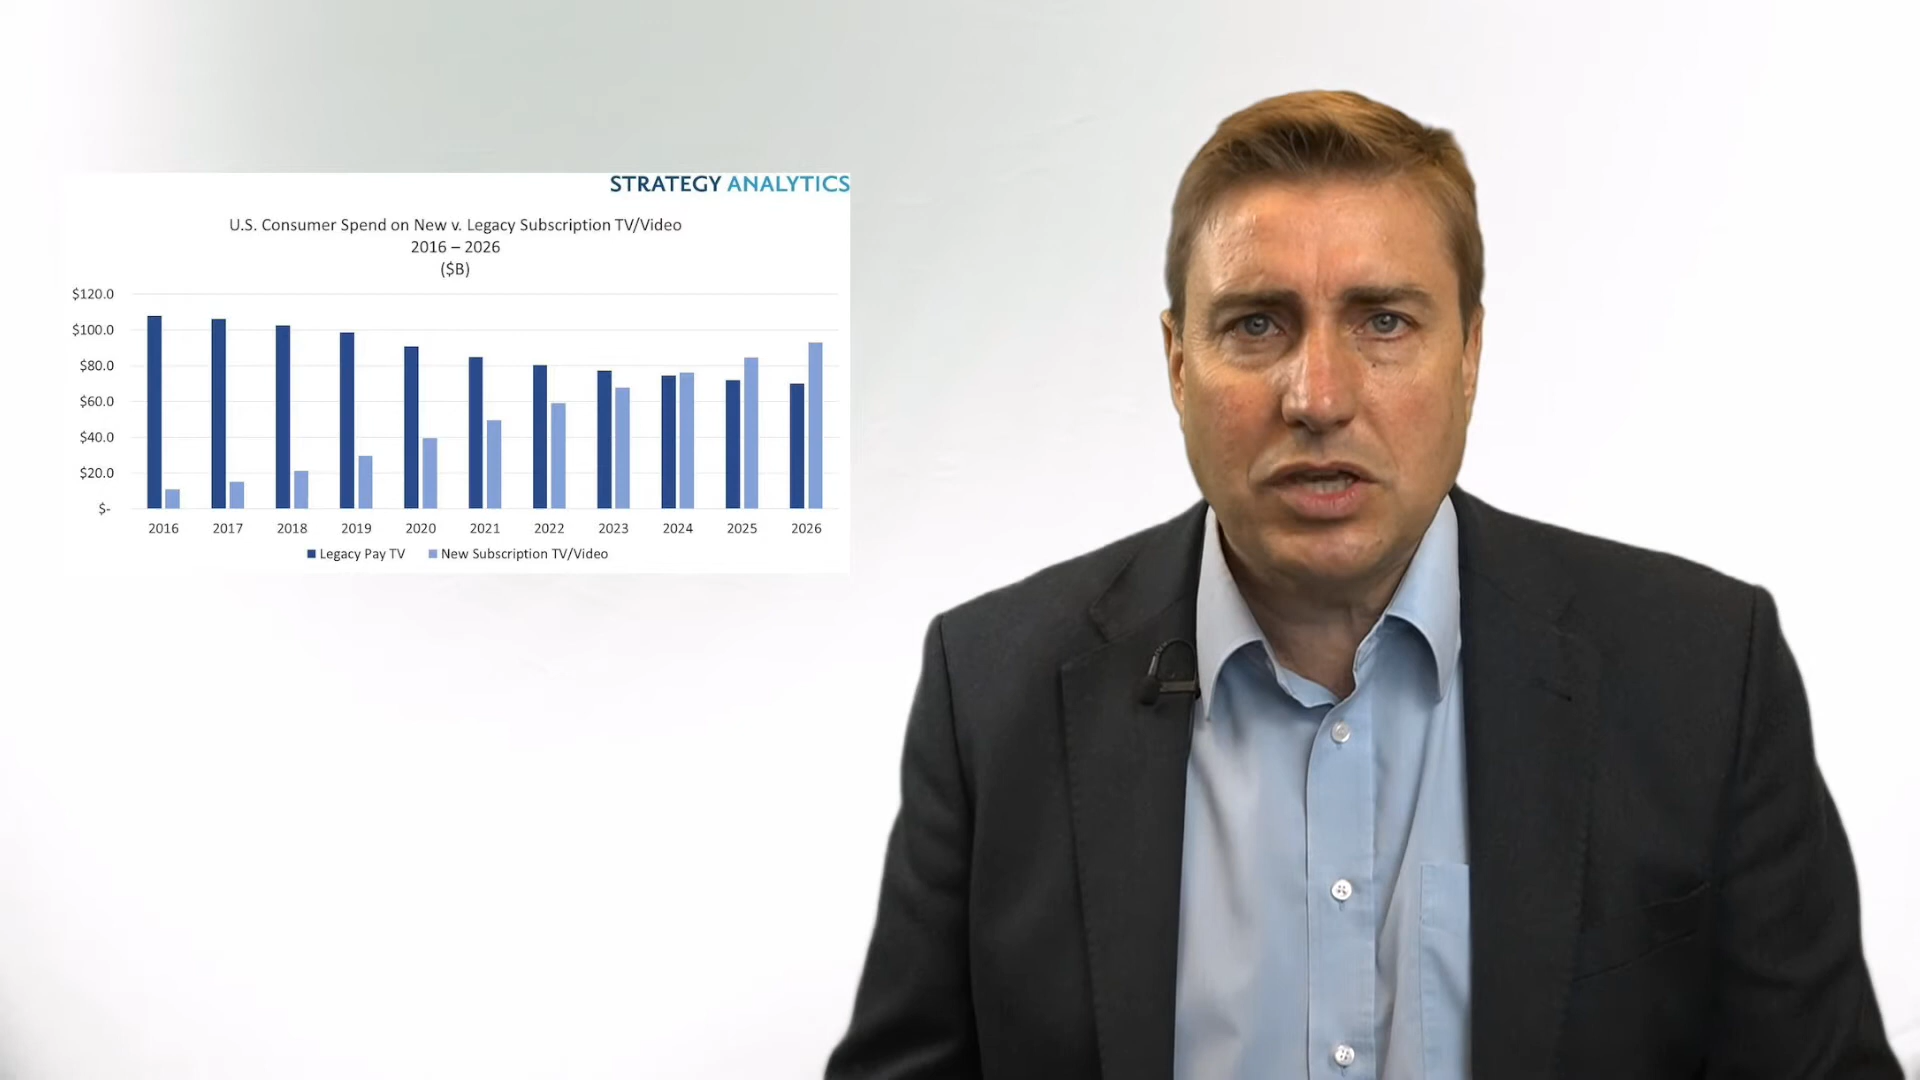 STRATEGY ANALYTICS
U.S. Consumer Spend on New v. Legacy Subscription TV/Video
2016 – 2026
($B)
$120.0
$100.0
$80.0
$60.0
$40.0
$20.0
$-
2016 2017 2018 2019 2020 2021 2022 2023 2024 2025 2026
Legacy Pay TV New Subscription TV/Video